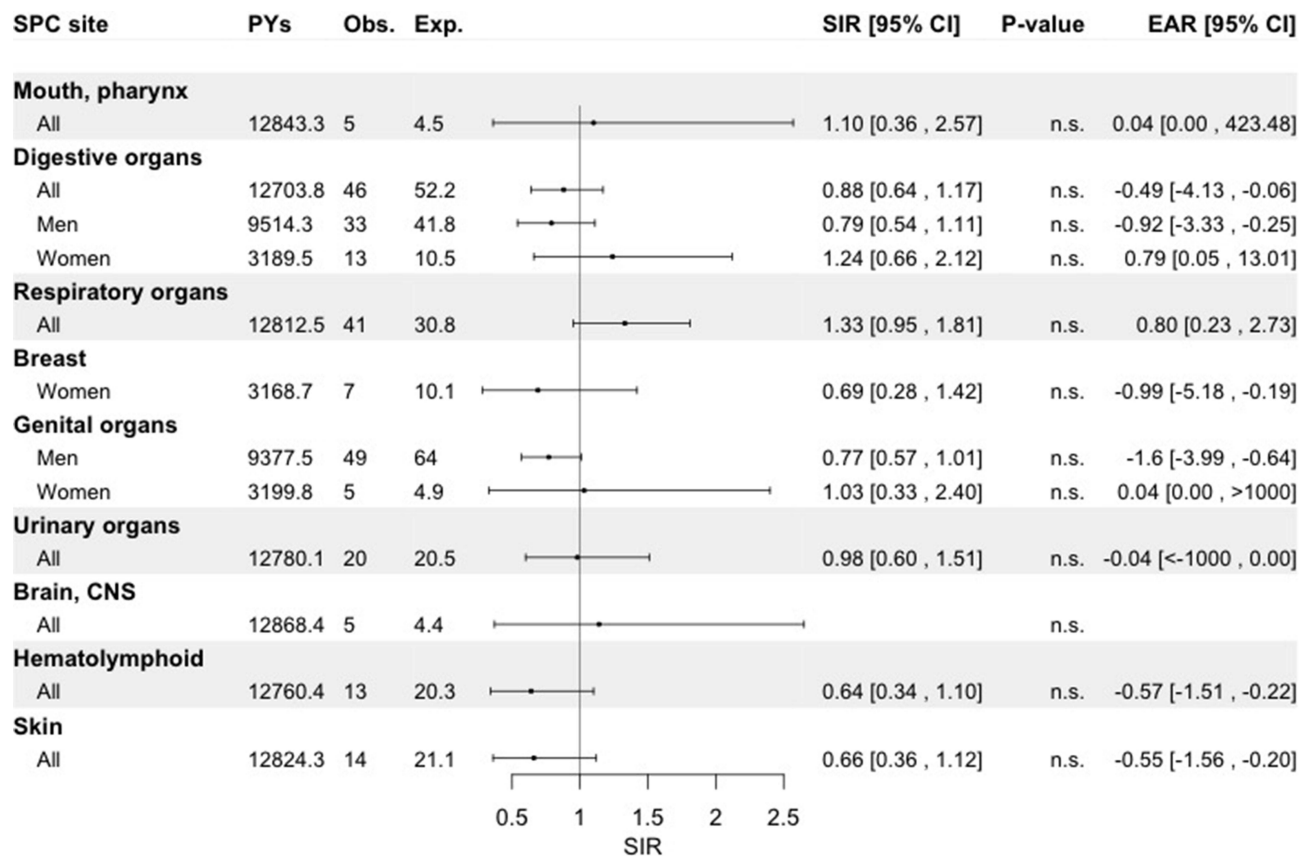 SPC site PYs Obs. Exp. SIR [95% CI] P-value EAR [95% CI]
Mouth, pharynx
All 12843.3 5 4.5 1.10 [0.36 , 2.57] n.s. 0.04 [0.00 , 423.48]
Digestive organs
All 12703.8 46 52.2 0.88 [0.64 , 1.17] n.s. -0.49 [-4.13 , -0.06]
Men 9514.3 33 41.8 0.79 [0.54 , 1.11] n.s. -0.92 [-3.33 , -0.25]
Women 3189.5 13 10.5 1.24 [0.66 , 2.12] n.s. 0.79 [0.05 , 13.01]
Respiratory organs
All 12812.5 41 30.8 1.33 [0.95 , 1.81] n.s. 0.80 [0.23 , 2.73]
Breast
Women 3168.7 7 10.1 0.69 [0.28 , 1.42] n.s. -0.99 [-5.18 , -0.19]
Genital organs
Men 9377.5 49 64 0.77 [0.57 , 1.01] n.s. -1.6 [-3.99 , -0.64]
Women 3199.8 5 4.9 1.03 [0.33 , 2.40] n.s. 0.04 [0.00 , >1000]
Urinary organs
All 12780.1 20 20.5 0.98 [0.60 , 1.51] n.s. -0.04 [<-1000 , 0.00]
Brain, CNS
All 12868.4 5 4.4 n.s.
Hematolymphoid
All 12760.4 13 20.3 0.64 [0.34 , 1.10] n.s. -0.57 [-1.51 , -0.22]
Skin
All 12824.3 14 21.1 0.66 [0.36 , 1.12] n.s. -0.55 [-1.56 , -0.20]
0.5 1 1.5 2 2.5
SIR